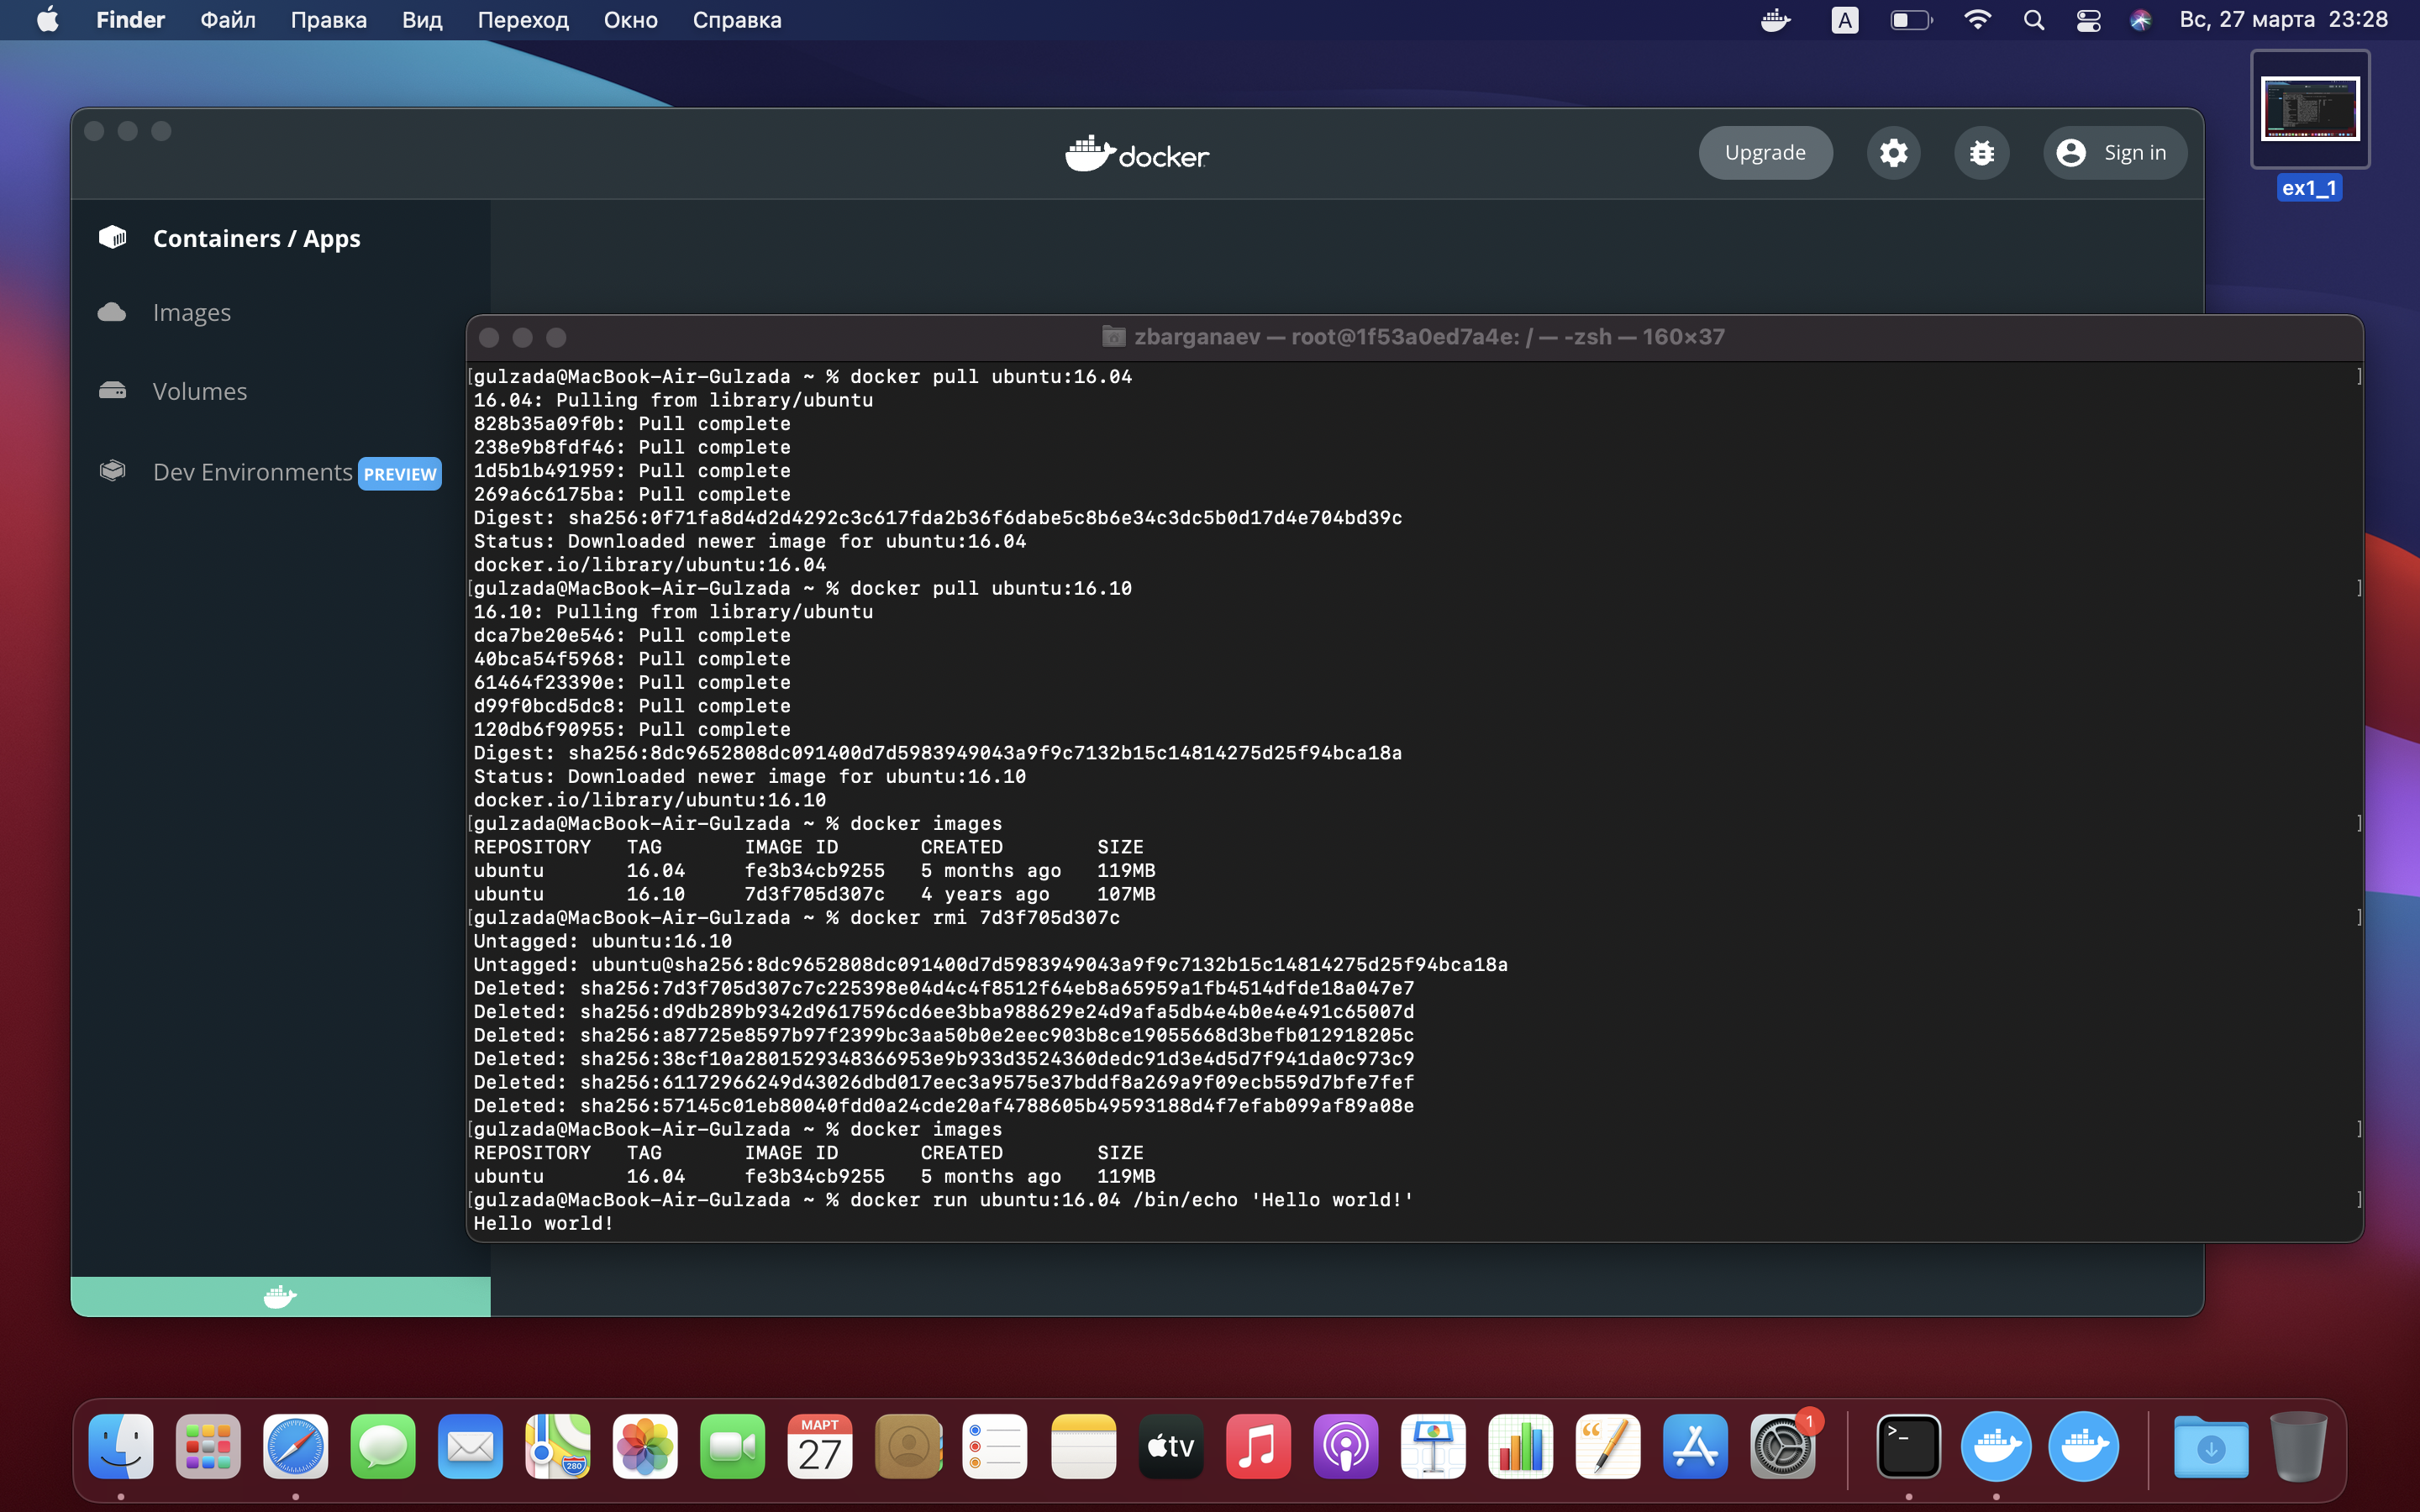 Finder Файл Правка Вид Переход Окно Справка A Вс, 27 марта 23:28
ex1_1
docker Upgrade Sign in
Containers / Apps
Images
Volumes
Dev Environments PREVIEW
zbarganaev — root@1f53a0ed7a4e: / — -zsh — 160×37
gulzada@MacBook-Air-Gulzada ~ % docker pull ubuntu:16.04
16.04: Pulling from library/ubuntu
828b35a09f0b: Pull complete
238e9b8fdf46: Pull complete
1d5b1b491959: Pull complete
269a6c6175ba: Pull complete
Digest: sha256:0f71fa8d4d2d4292c3c617fda2b36f6dabe5c8b6e34c3dc5b0d17d4e704bd39c
Status: Downloaded newer image for ubuntu:16.04
docker.io/library/ubuntu:16.04
gulzada@MacBook-Air-Gulzada ~ % docker pull ubuntu:16.10
16.10: Pulling from library/ubuntu
dca7be20e546: Pull complete
40bca54f5968: Pull complete
61464f23390e: Pull complete
d99f0bcd5dc8: Pull complete
120db6f90955: Pull complete
Digest: sha256:8dc9652808dc091400d7d5983949043a9f9c7132b15c14814275d25f94bca18a
Status: Downloaded newer image for ubuntu:16.10
docker.io/library/ubuntu:16.10
gulzada@MacBook-Air-Gulzada ~ % docker images
REPOSITORY TAG IMAGE ID CREATED SIZE
ubuntu 16.04 fe3b34cb9255 5 months ago 119MB
ubuntu 16.10 7d3f705d307c 4 years ago 107MB
gulzada@MacBook-Air-Gulzada ~ % docker rmi 7d3f705d307c
Untagged: ubuntu:16.10
Untagged: ubuntu@sha256:8dc9652808dc091400d7d5983949043a9f9c7132b15c14814275d25f94bca18a
Deleted: sha256:7d3f705d307c7c225398e04d4c4f8512f64eb8a65959a1fb4514dfde18a047e7
Deleted: sha256:d9db289b9342d9617596cd6ee3bba988629e24d9afa5db4e4b0e4e491c65007d
Deleted: sha256:a87725e8597b97f2399bc3aa50b0e2eec903b8ce19055668d3befb012918205c
Deleted: sha256:38cf10a2801529348366953e9b933d3524360dedc91d3e4d5d7f941da0c973c9
Deleted: sha256:61172966249d43026dbd017eec3a9575e37bddf8a269a9f09ecb559d7bfe7fef
Deleted: sha256:57145c01eb80040fdd0a24cde20af4788605b49593188d4f7efab099af89a08e
gulzada@MacBook-Air-Gulzada ~ % docker images
REPOSITORY TAG IMAGE ID CREATED SIZE
ubuntu 16.04 fe3b34cb9255 5 months ago 119MB
gulzada@MacBook-Air-Gulzada ~ % docker run ubuntu:16.04 /bin/echo 'Hello world!'
Hello world!
280 МАРТ 27 tv 1 >_